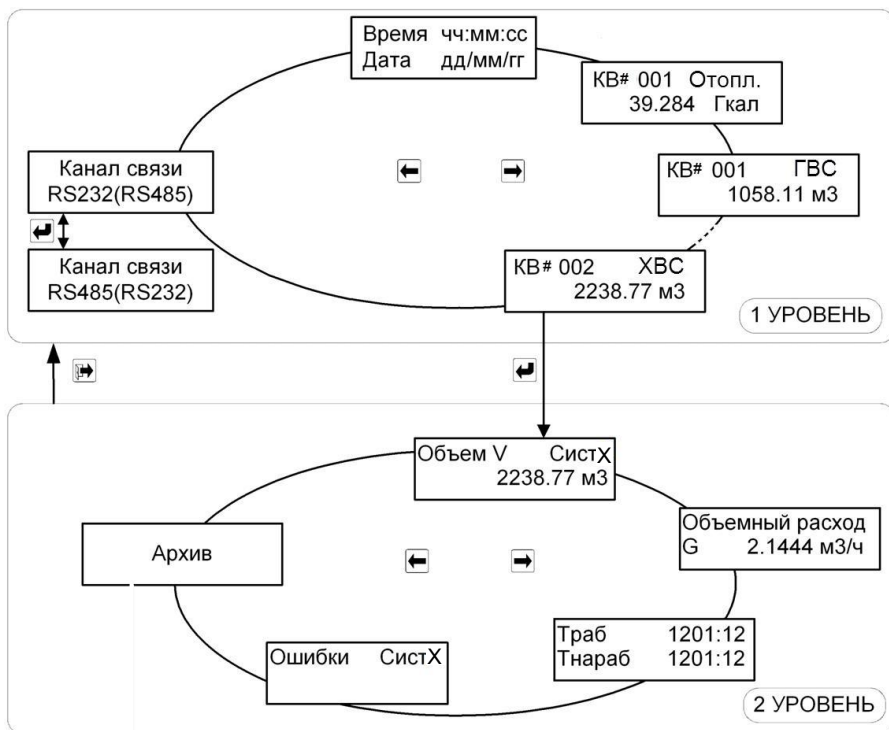 Время чч:мм:сс
Дата дд/мм/гг
КВ# 001 Отопл.
39.284 Гкал
КВ# 001 ГВС
1058.11 м3
Канал связи
RS232(RS485)
Канал связи
RS485(RS232)
КВ# 002 ХВС
2238.77 м3
1 УРОВЕНЬ
Объем V СистХ
2238.77 м3
Объемный расход
G 2.1444 м3/ч
Архив
Траб 1201:12
Тнараб 1201:12
Ошибки СистХ
2 УРОВЕНЬ